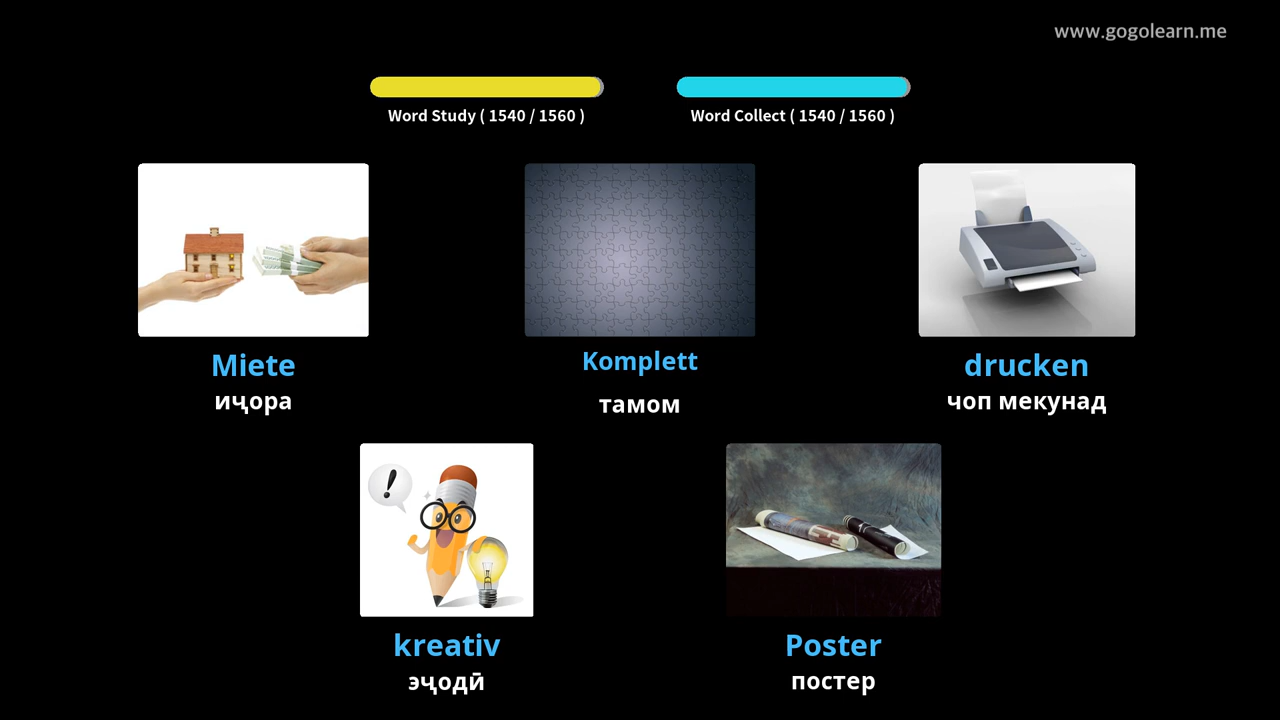 www.gogolearn.me
Word Study ( 1540 / 1560 )
Word Collect ( 1540 / 1560 )
Miete
иҷора
Komplett
тамом
drucken
чоп мекунад
kreativ
эҷодӣ
Poster
постер